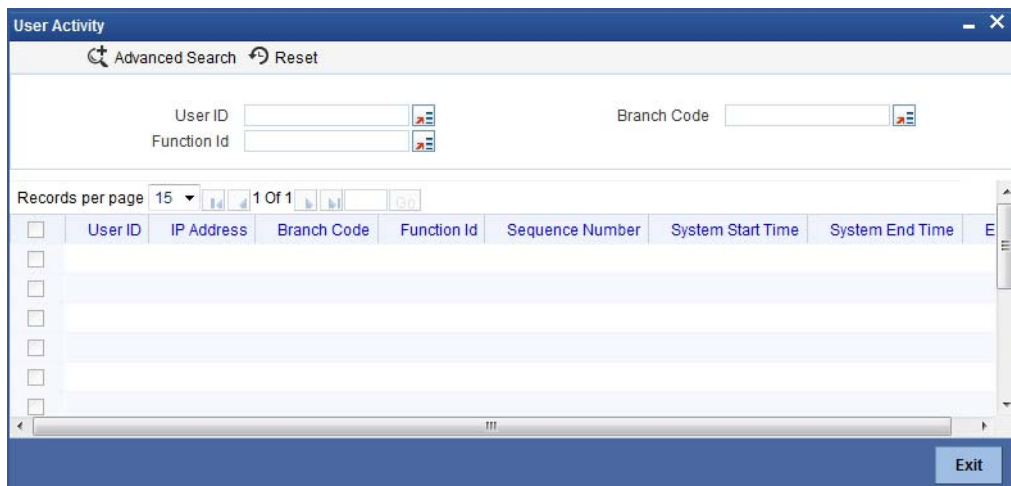 User Activity
Advanced Search Reset
User ID Branch Code
Function Id
Records per page 15 1 Of 1 Go
User ID IP Address Branch Code Function Id Sequence Number System Start Time System End Time E
Exit